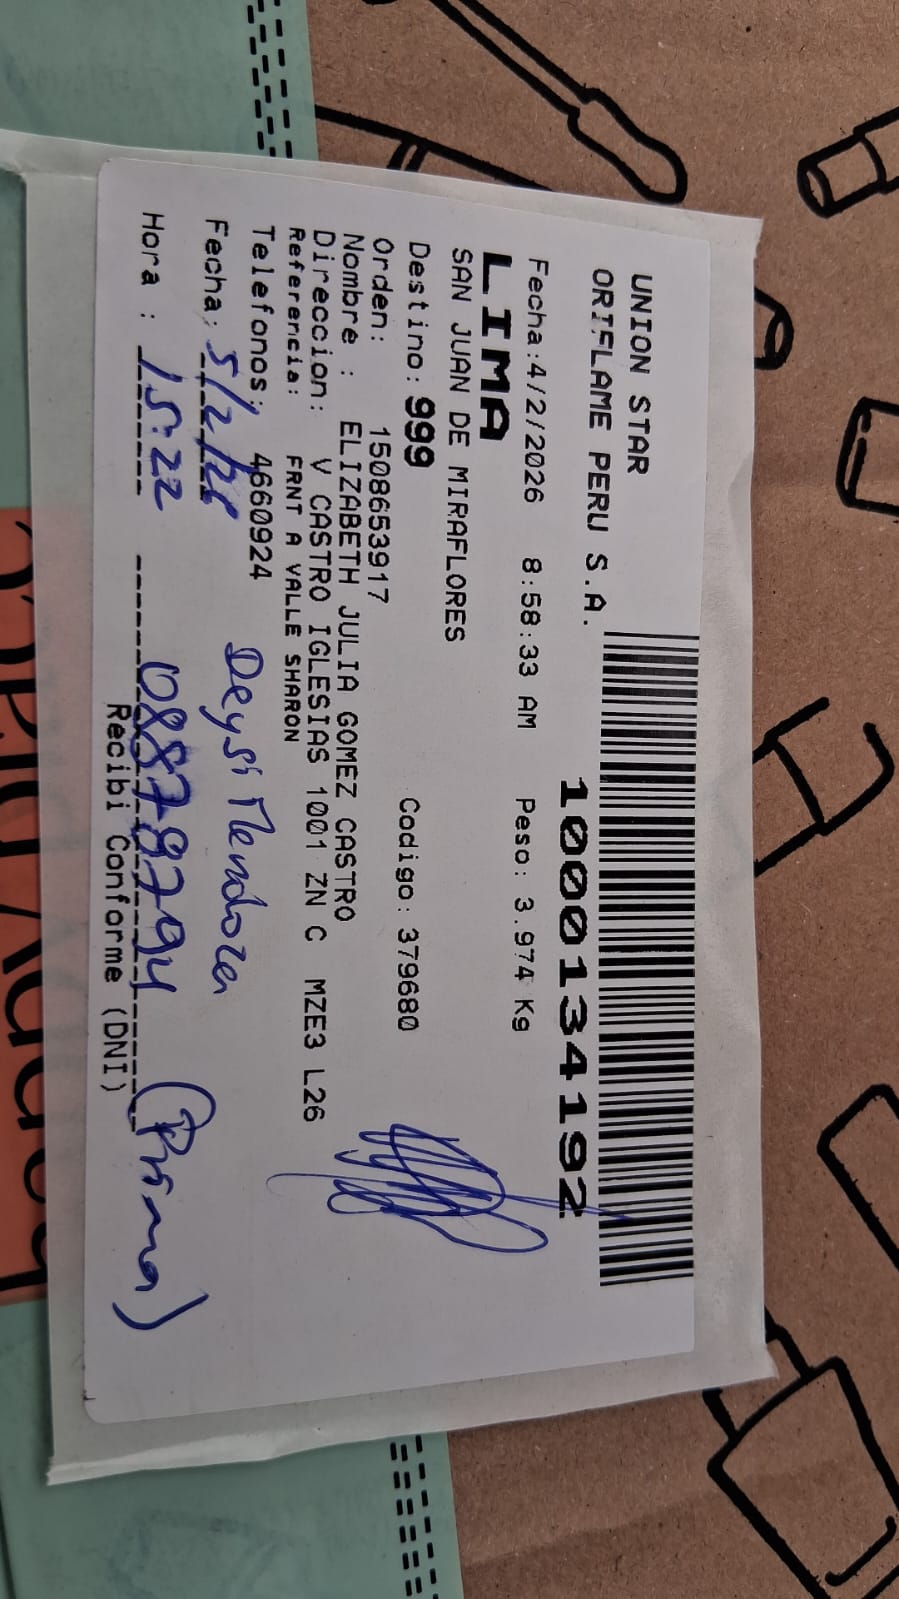 UNION STAR
ORIFLAME PERU S.A.
1000134192
Fecha:4/2/2026 8:58:33 AM Peso: 3.974 Kg
LIMA
SAN JUAN DE MIRAFLORES
Destino: 999 Codigo: 379680
Orden: 150865391７
Nombre : ELIZABETH JULIA GOMEZ CASTRO
Direccion: V CASTRO IGLESIAS 1001 ZN C MZE3 L26
Referencia: FRNT A VALLE SHARON
Telefonos: 4660924
Fecha: 5/2/26 Deysi Mendoza
Hora : 15:22 08878794 (Prima)
Recibi Conforme (DNI)